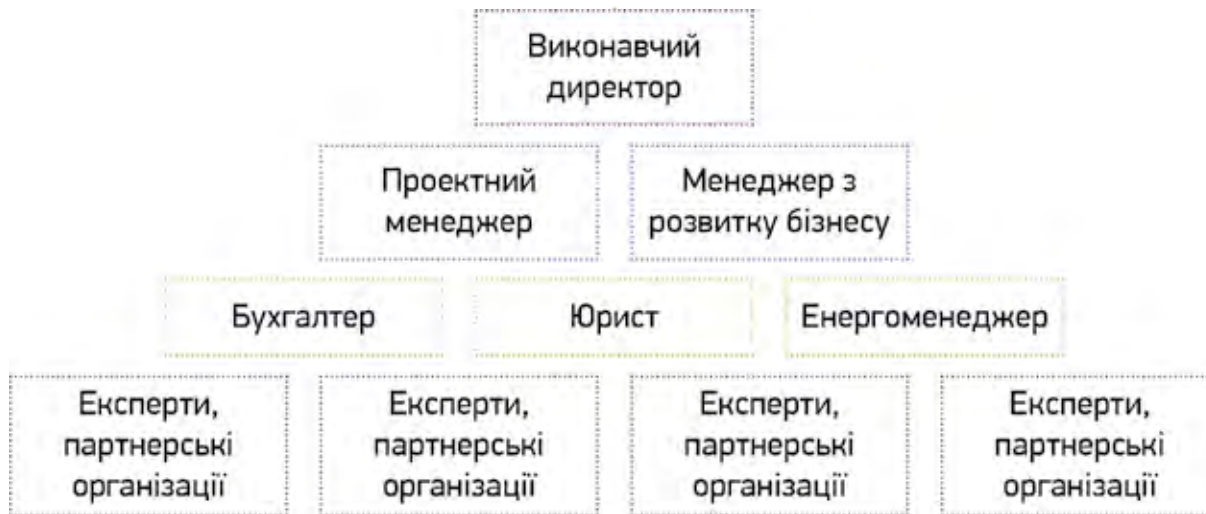 Виконавчий
директор
Проектний
менеджер
Менеджер з
розвитку бізнесу
Бухгалтер
Юрист
Енергоменеджер
Експерти,
партнерські
організації
Експерти,
партнерські
організації
Експерти,
партнерські
організації
Експерти,
партнерські
організації